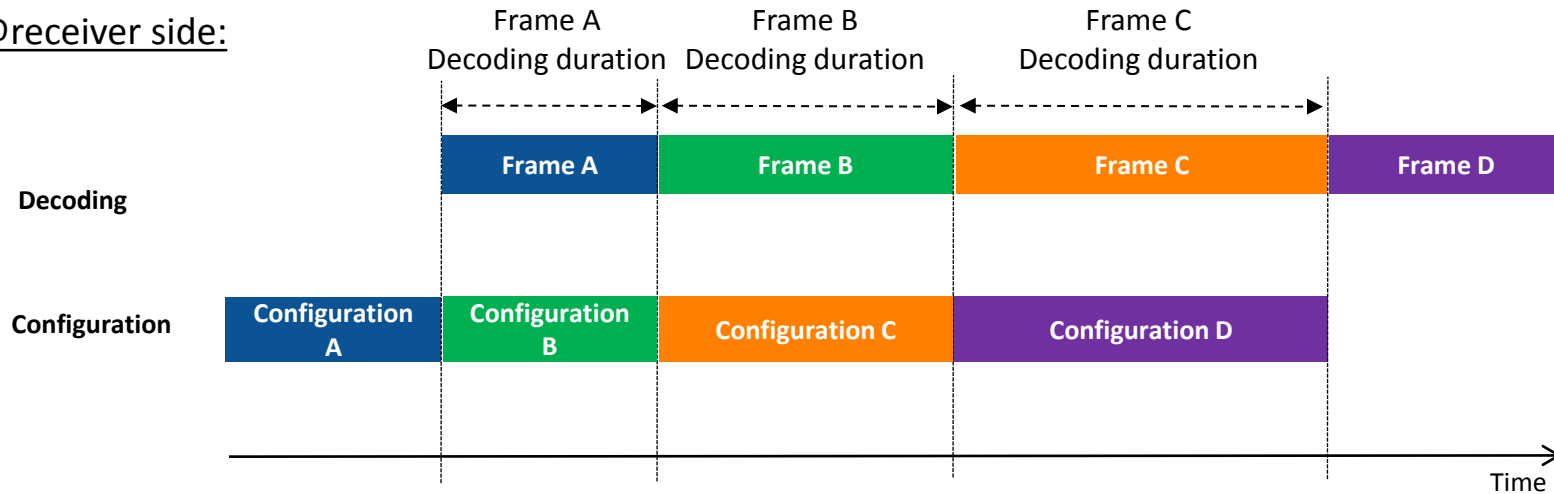 receiver side:
Frame A
Decoding duration
Frame B
Decoding duration
Frame C
Decoding duration
Decoding
Frame A
Frame B
Frame C
Frame D
Configuration
Configuration
A
Configuration
B
Configuration C
Configuration D
Time